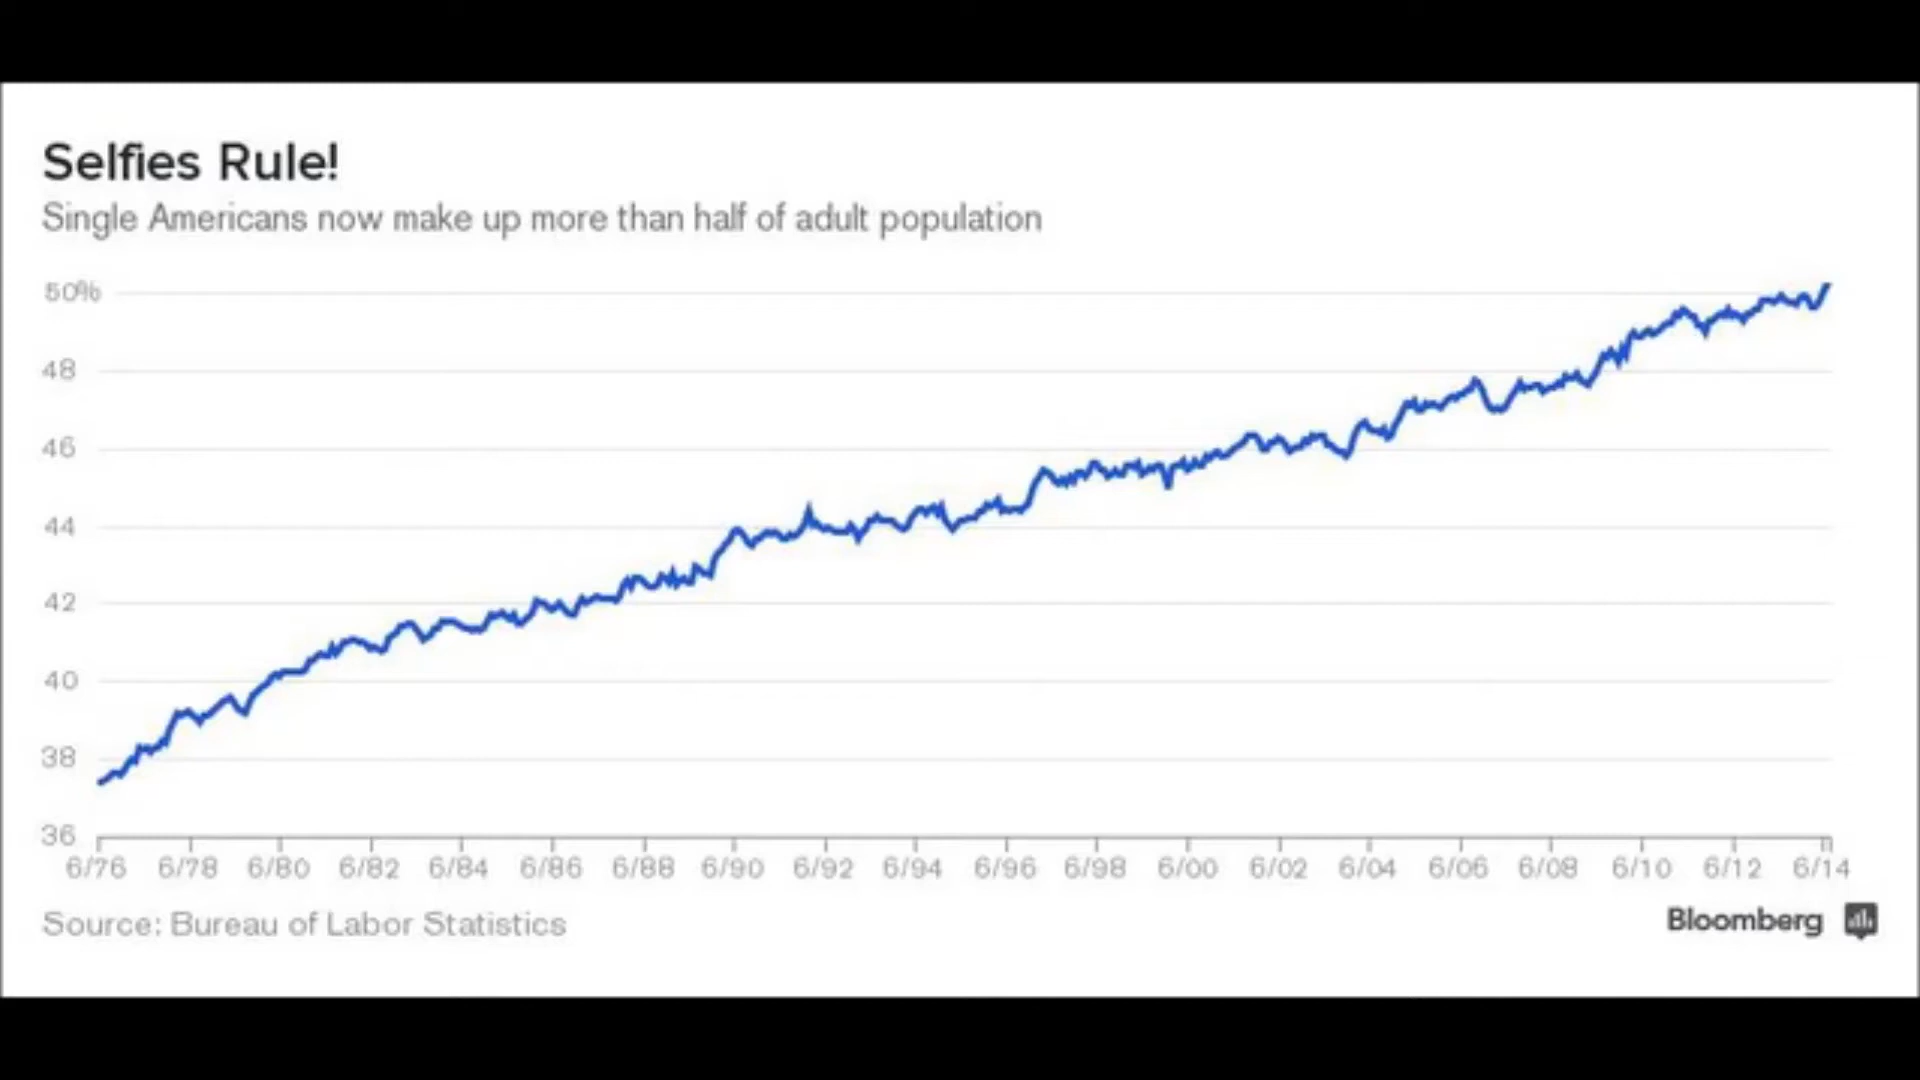 Selfies Rule!
Single Americans now make up more than half of adult population
50%
48
46
44
42
40
38
36
6/76 6/78 6/80 6/82 6/84 6/86 6/88 6/90 6/92 6/94 6/96 6/98 6/00 6/02 6/04 6/06 6/08 6/10 6/12 6/14
Source: Bureau of Labor Statistics
Bloomberg